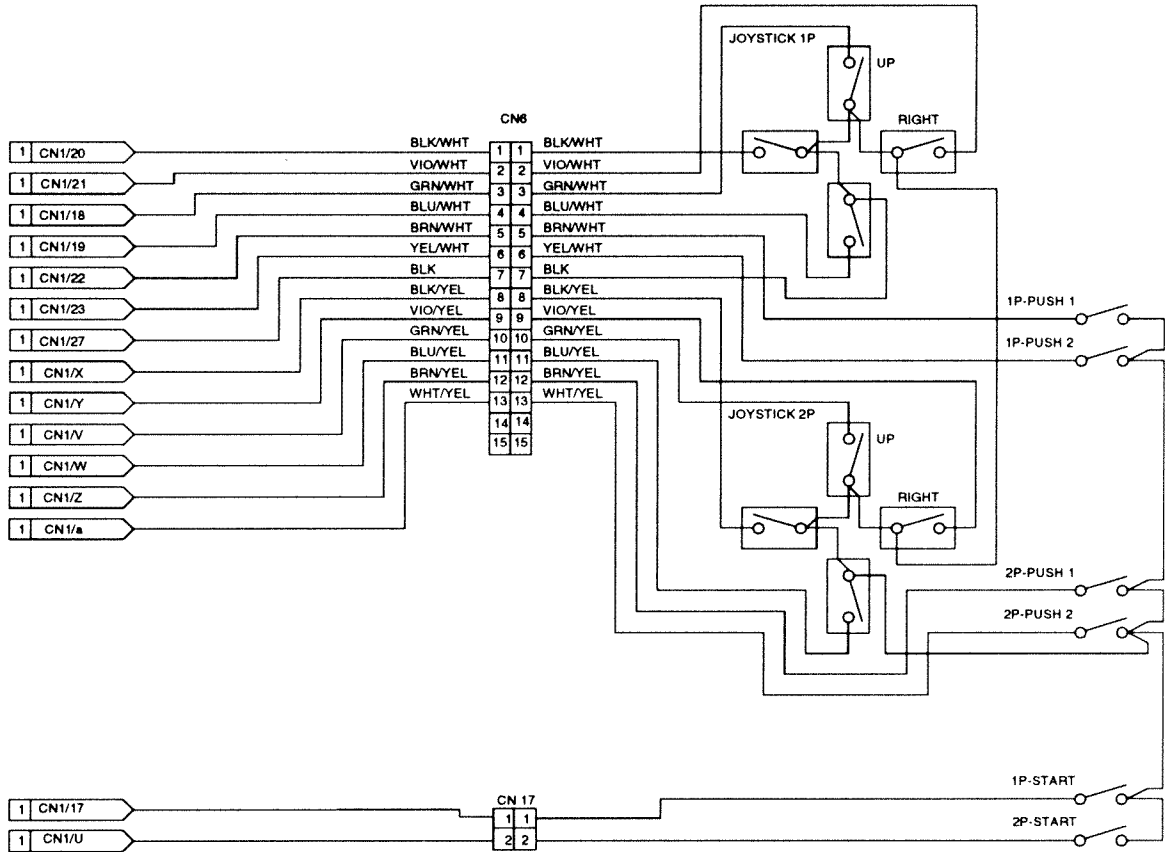 JOYSTICK 1P
UP
RIGHT
CN6
1 CN1/20 BLK/WHT 1 1 BLK/WHT
1 CN1/21 VIO/WHT 2 2 VIO/WHT
1 CN1/18 GRN/WHT 3 3 GRN/WHT
1 CN1/19 BLU/WHT 4 4 BLU/WHT
1 CN1/22 BRN/WHT 5 5 BRN/WHT
1 CN1/23 YEL/WHT 6 6 YEL/WHT
1 CN1/27 BLK 7 7 BLK
1 CN1/X BLK/YEL 8 8 BLK/YEL
1 CN1/Y VIO/YEL 9 9 VIO/YEL
1 CN1/V GRN/YEL 10 10 GRN/YEL
1 CN1/W BLU/YEL 11 11 BLU/YEL
1 CN1/Z BRN/YEL 12 12 BRN/YEL
1 CN1/a WHT/YEL 13 13 WHT/YEL
14 14
15 15
1P-PUSH 1
1P-PUSH 2
JOYSTICK 2P
UP
RIGHT
2P-PUSH 1
2P-PUSH 2
1P-START
2P-START
CN 17
1 CN1/17 1 1
1 CN1/U 2 2